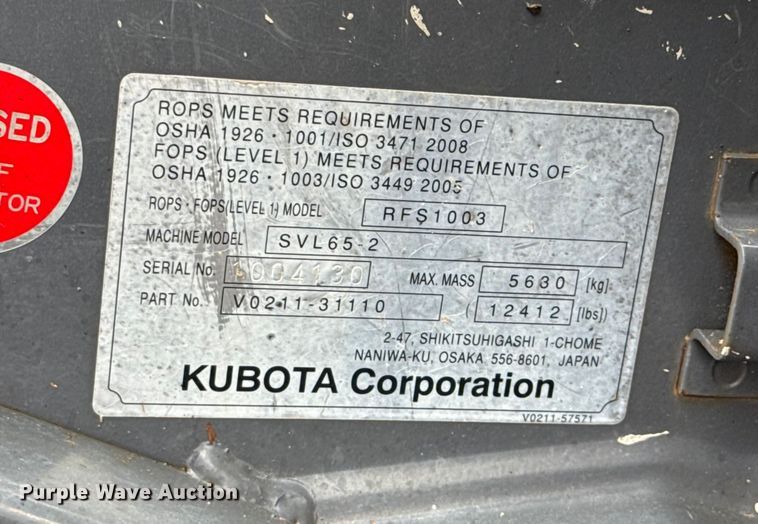 SED
F
TOR
ROPS MEETS REQUIREMENTS OF
OSHA 1926 · 1001/ISO 3471 2008
FOPS (LEVEL 1) MEETS REQUIREMENTS OF
OSHA 1926 · 1003/ISO 3449 2005
ROPS · FOPS(LEVEL 1) MODEL RFS1003
MACHINE MODEL SVL65-2
SERIAL No. 1004130 MAX. MASS 5630 [kg]
PART No. V0211-31110 ( 12412 [lbs])
2-47, SHIKITSUHIGASHI 1-CHOME
NANIWA-KU, OSAKA 556-8601, JAPAN
KUBOTA Corporation
V0211-57571
Purple Wave Auction